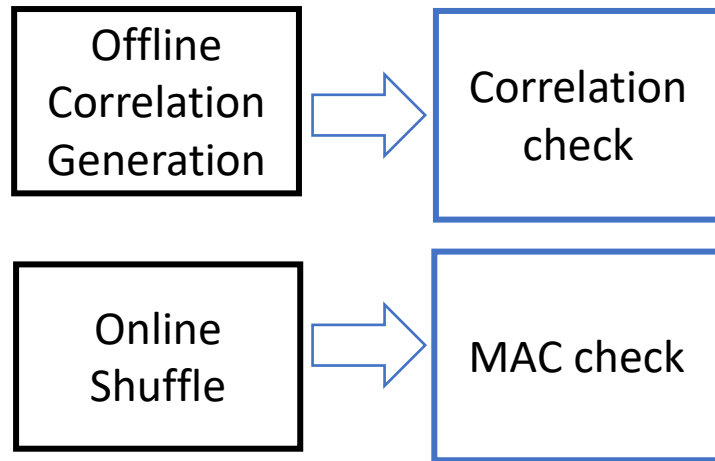 Offline
Correlation
Generation
Correlation
check
Online
Shuffle
MAC check